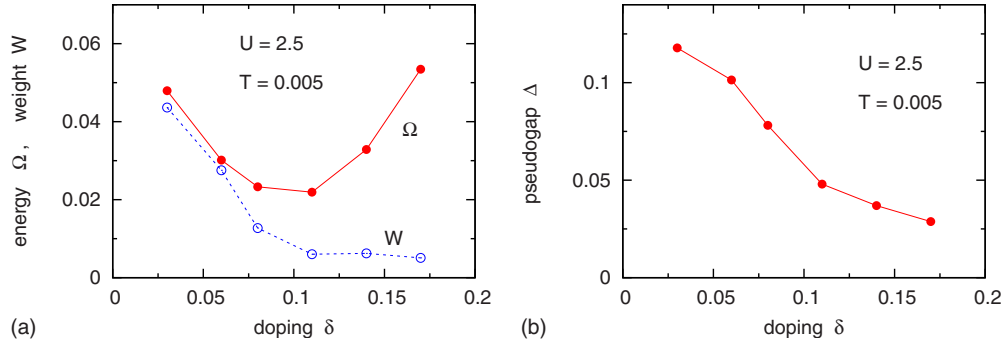 energy Ω , weight W
0.06
0.04
0.02
0
U = 2.5
T = 0.005
Ω
W
0
0.05
0.1
0.15
0.2
(a)
doping δ
pseudogap Δ
0.1
0.05
0
U = 2.5
T = 0.005
0
0.05
0.1
0.15
0.2
(b)
doping δ